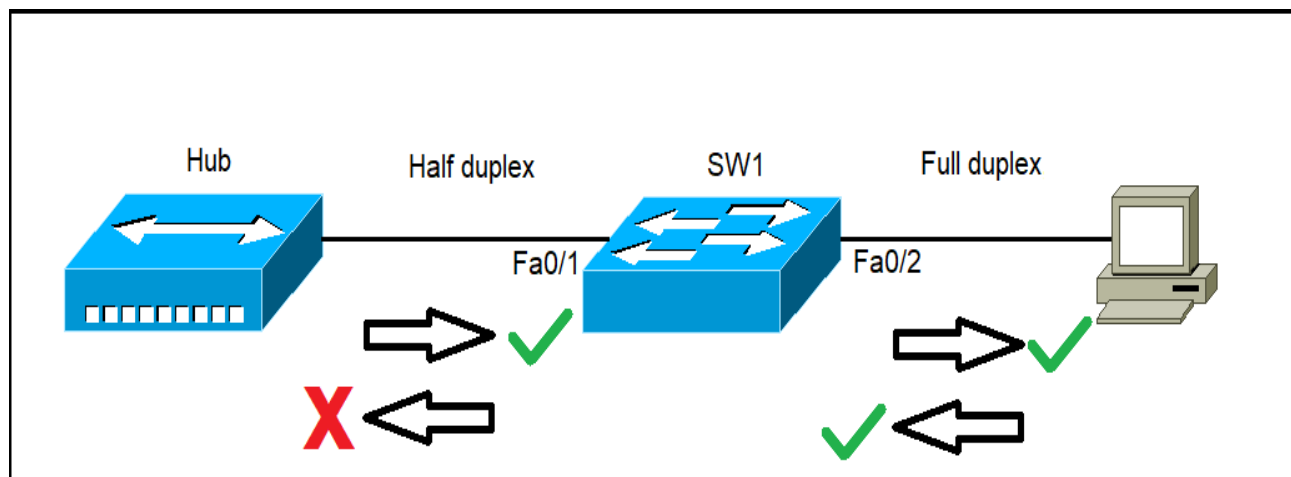 Hub
Half duplex
SW1
Full duplex
Fa0/1
Fa0/2
X